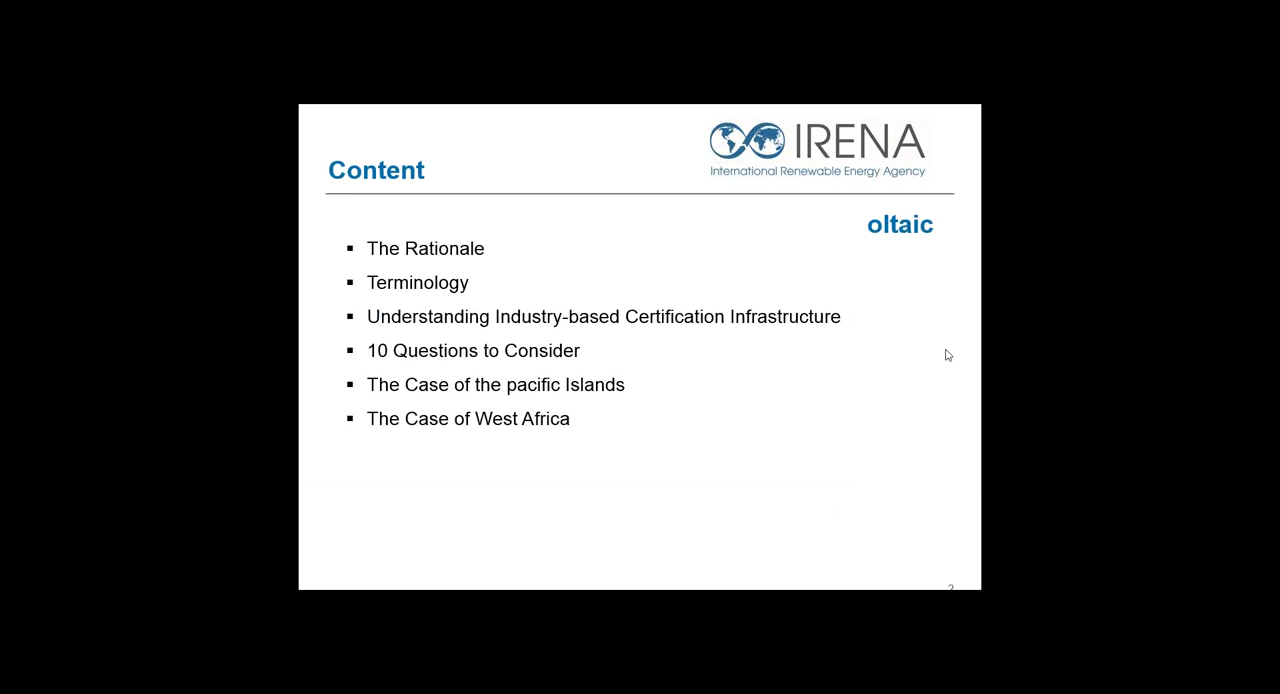 IRENA
International Renewable Energy Agency
Content
oltaic
▪ The Rationale
▪ Terminology
▪ Understanding Industry-based Certification Infrastructure
▪ 10 Questions to Consider
▪ The Case of the pacific Islands
▪ The Case of West Africa
2